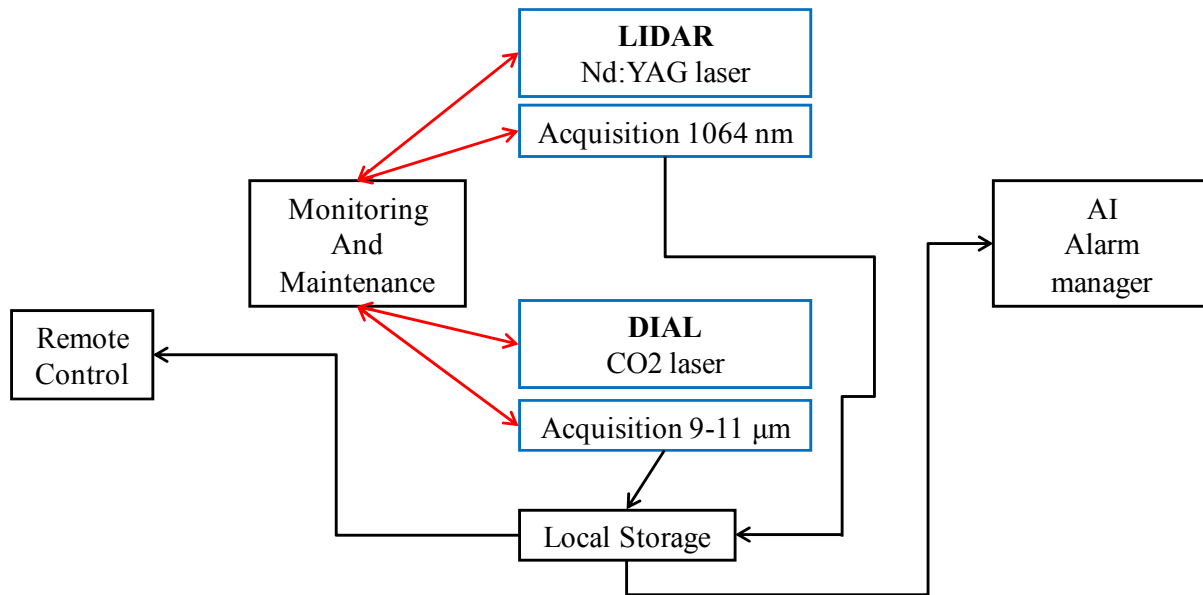 LIDAR
Nd:YAG laser
Acquisition 1064 nm
Monitoring
And
Maintenance
AI
Alarm
manager
DIAL
CO2 laser
Remote
Control
Acquisition 9-11 μm
Local Storage